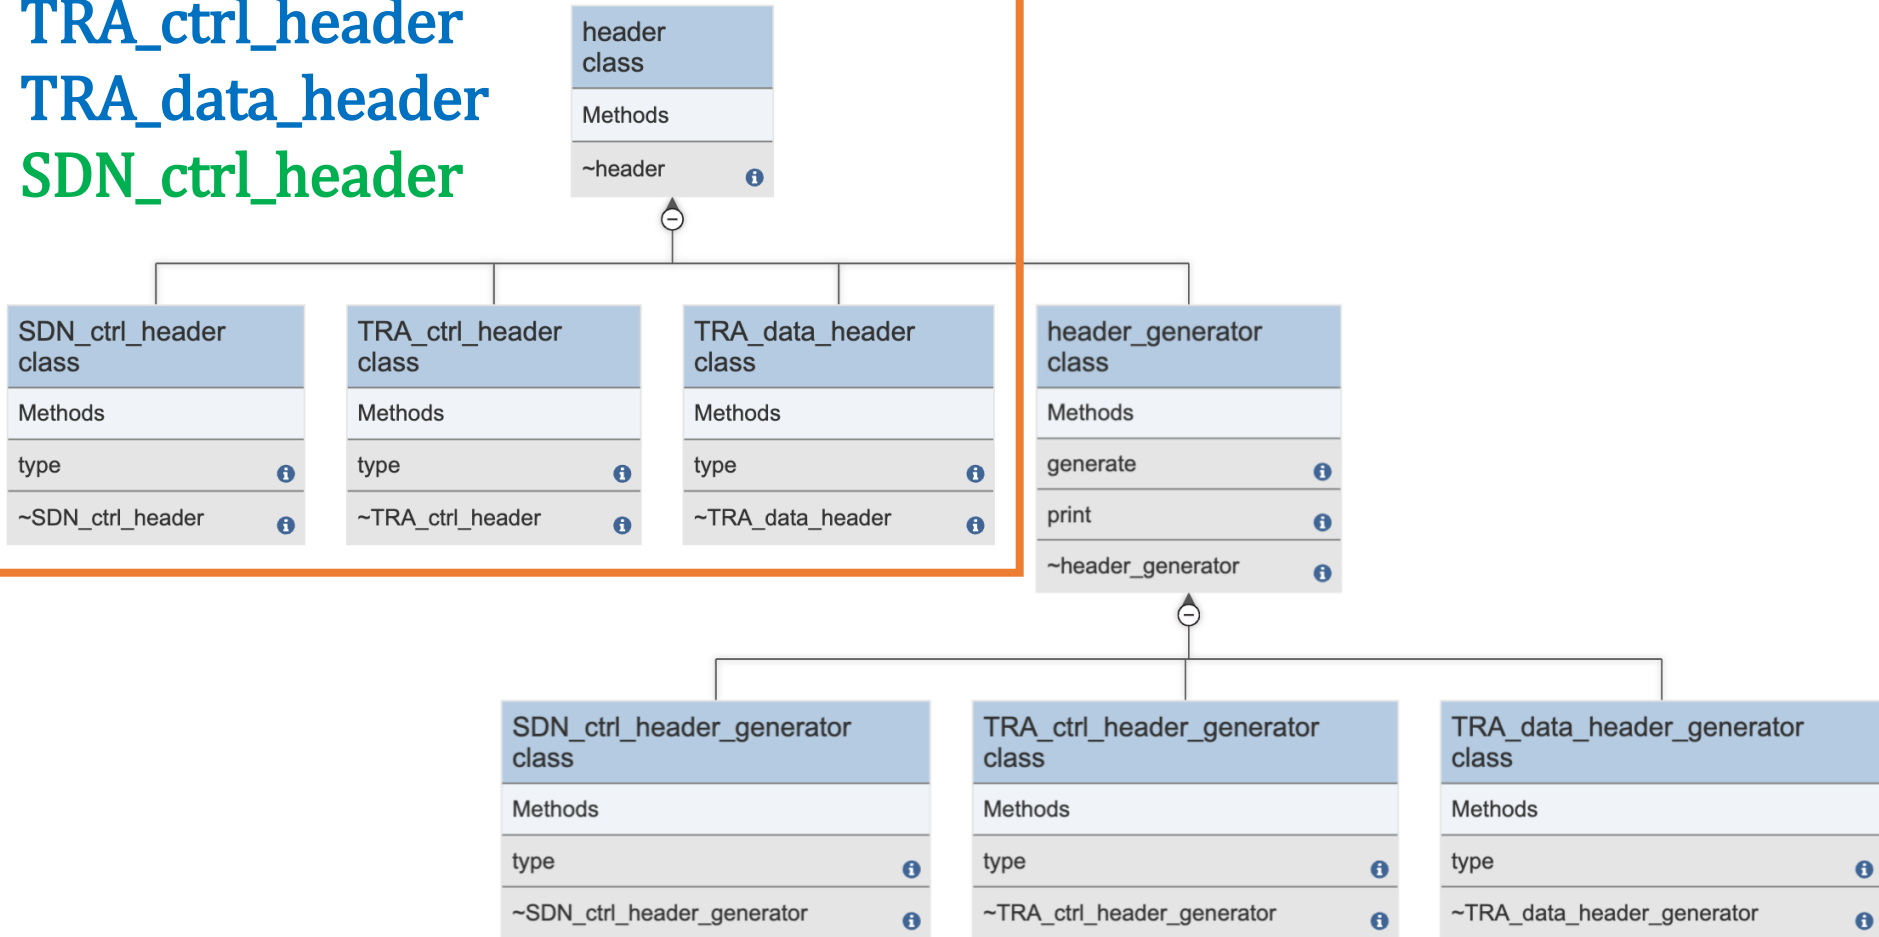 TRA_ctrl_header
TRA_data_header
SDN_ctrl_header
header
class
Methods
~header
SDN_ctrl_header
class
Methods
type
~SDN_ctrl_header
TRA_ctrl_header
class
Methods
type
~TRA_ctrl_header
TRA_data_header
class
Methods
type
~TRA_data_header
header_generator
class
Methods
generate
print
~header_generator
SDN_ctrl_header_generator
class
Methods
type
~SDN_ctrl_header_generator
TRA_ctrl_header_generator
class
Methods
type
~TRA_ctrl_header_generator
TRA_data_header_generator
class
Methods
type
~TRA_data_header_generator